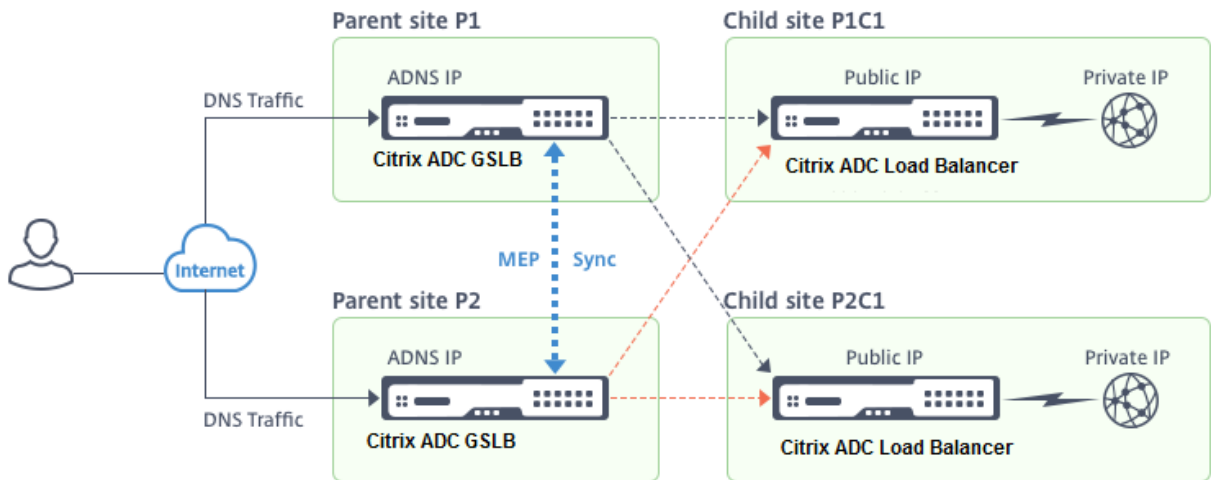 Parent site P1
Child site P1C1
ADNS IP
Public IP
Private IP
DNS Traffic
Citrix ADC GSLB
Citrix ADC Load Balancer
MEP
Sync
Internet
Parent site P2
Child site P2C1
ADNS IP
Public IP
Private IP
DNS Traffic
Citrix ADC GSLB
Citrix ADC Load Balancer